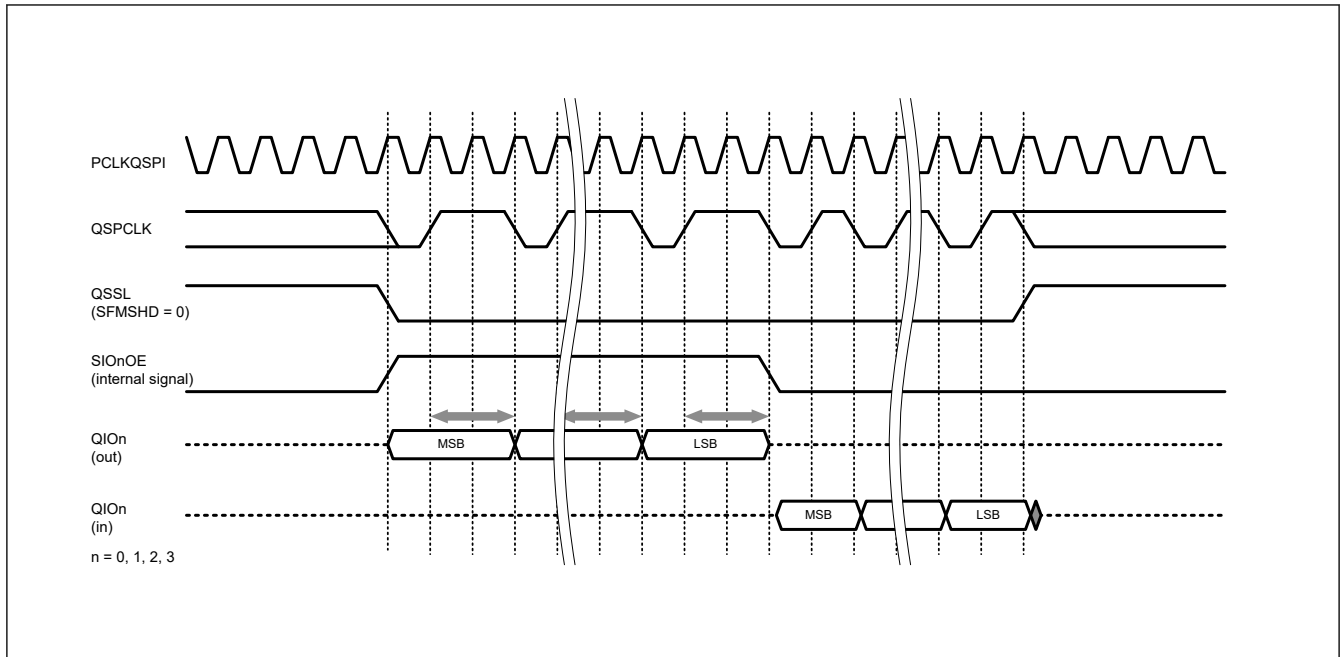 PCLKQSPI
QSPCLK
QSSL
(SFMSHD = 0)
SIOnOE
(internal signal)
QIOn
(out)
MSB
LSB
QIOn
(in)
MSB
LSB
n = 0, 1, 2, 3